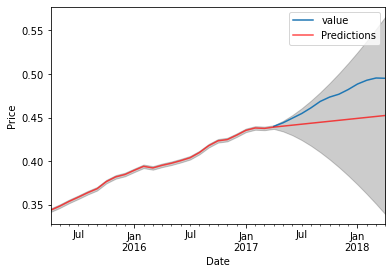 0.55
0.50
0.45
0.40
0.35
Price
value
Predictions
Jul
Jan
2016
Jul
Jan
2017
Jul
Jan
2018
Date